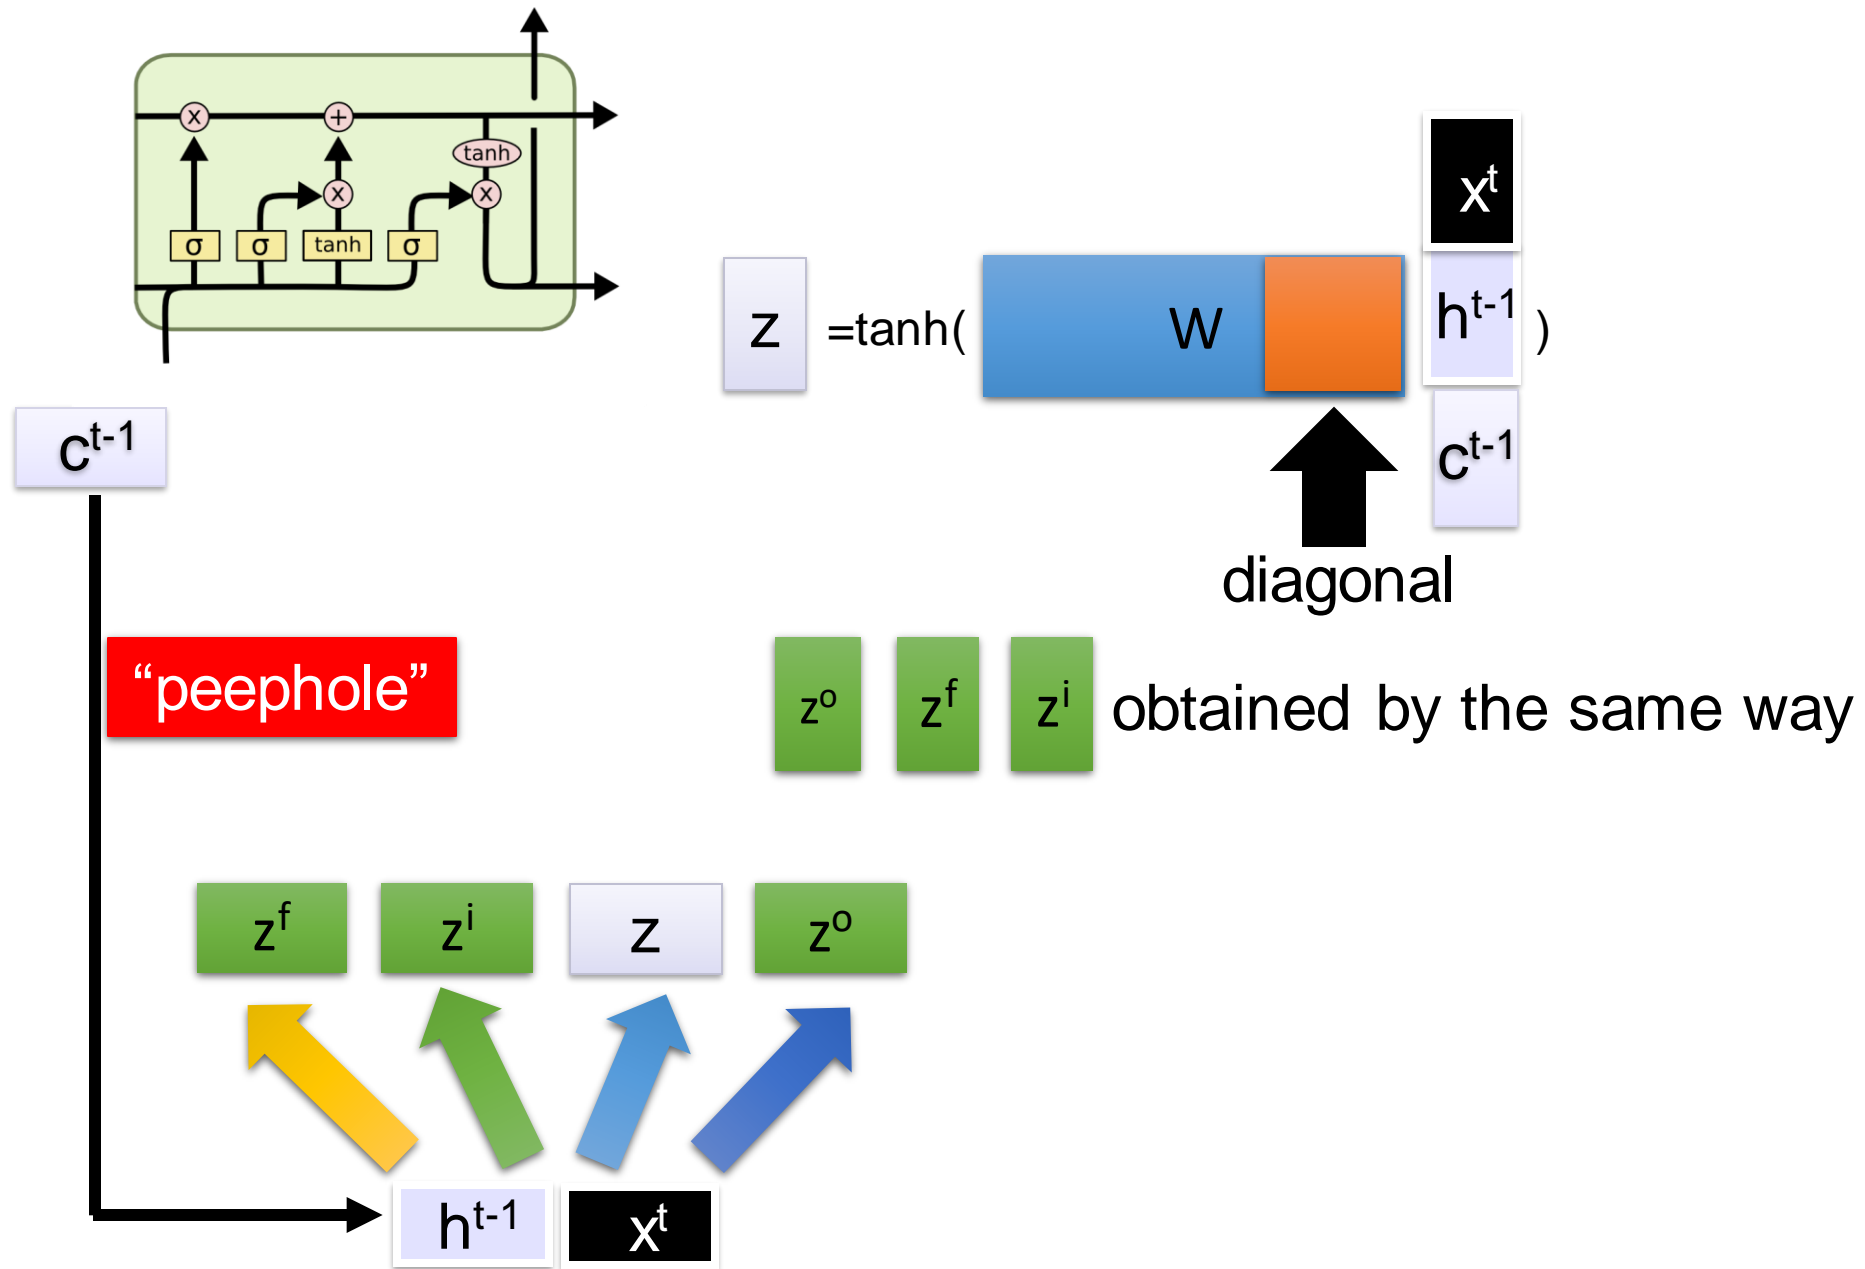 x +
tanh
x x
σ σ tanh σ
x^t
z =tanh( W h^t-1 )
c^t-1 c^t-1
diagonal
“peephole”
z^o z^f z^i obtained by the same way
z^f z^i z z^o
h^t-1 x^t